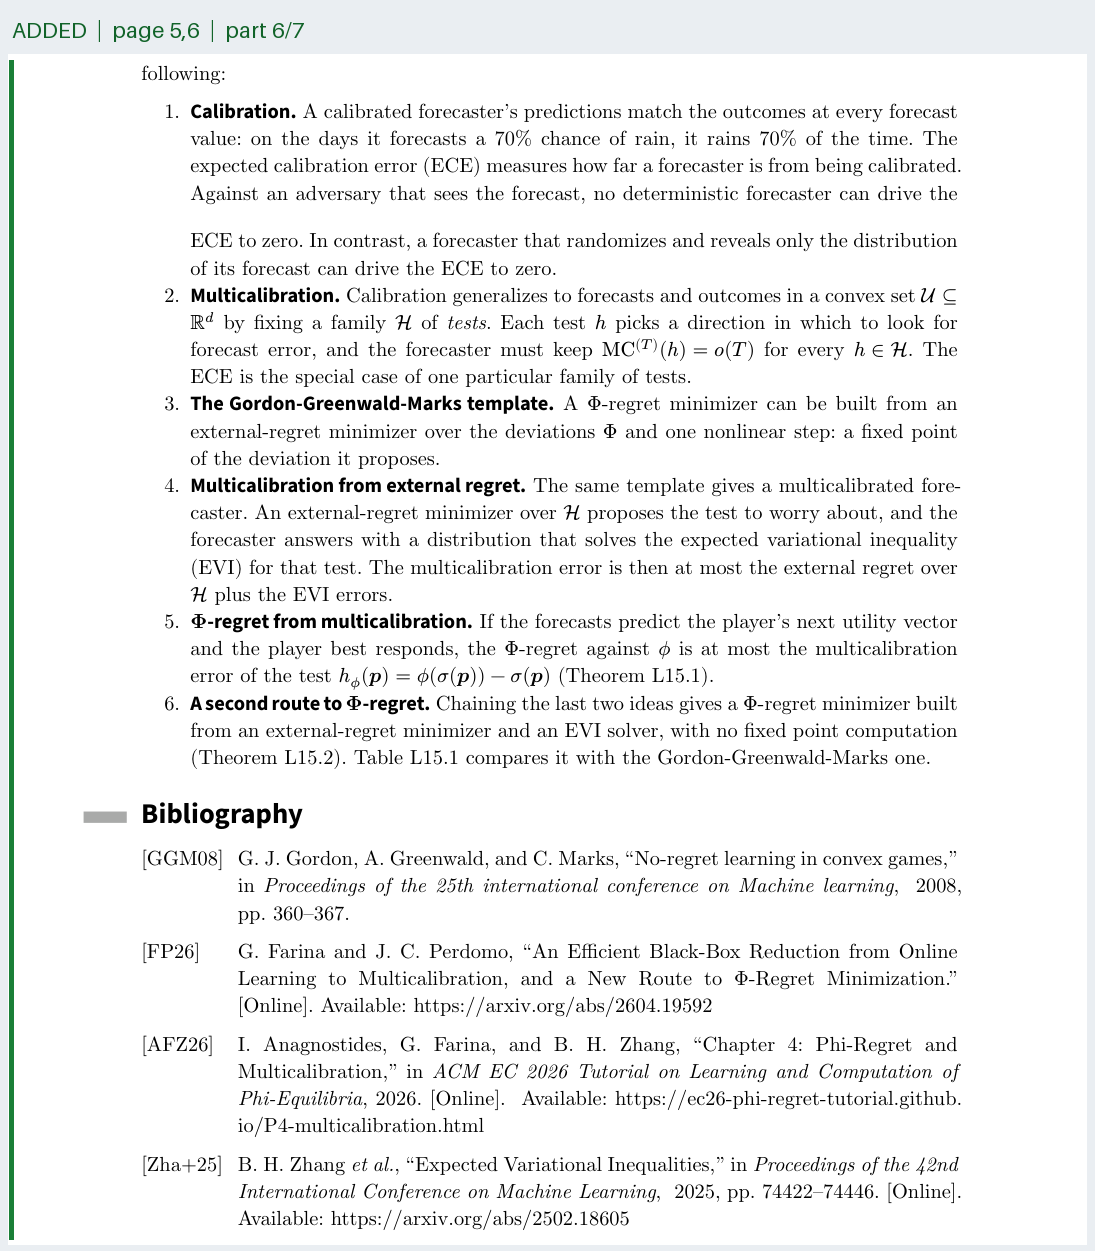 ADDED | page 5,6 | part 6/7
following:
1. Calibration. A calibrated forecaster's predictions match the outcomes at every forecast
value: on the days it forecasts a 70% chance of rain, it rains 70% of the time. The
expected calibration error (ECE) measures how far a forecaster is from being calibrated.
Against an adversary that sees the forecast, no deterministic forecaster can drive the
ECE to zero. In contrast, a forecaster that randomizes and reveals only the distribution
of its forecast can drive the ECE to zero.
2. Multicalibration. Calibration generalizes to forecasts and outcomes in a convex set 𝒰 ⊆
ℝᵈ by fixing a family ℋ of tests. Each test h picks a direction in which to look for
forecast error, and the forecaster must keep MC⁽ᵀ⁾(h) = o(T) for every h ∈ ℋ. The
ECE is the special case of one particular family of tests.
3. The Gordon-Greenwald-Marks template. A Φ-regret minimizer can be built from an
external-regret minimizer over the deviations Φ and one nonlinear step: a fixed point
of the deviation it proposes.
4. Multicalibration from external regret. The same template gives a multicalibrated fore-
caster. An external-regret minimizer over ℋ proposes the test to worry about, and the
forecaster answers with a distribution that solves the expected variational inequality
(EVI) for that test. The multicalibration error is then at most the external regret over
ℋ plus the EVI errors.
5. Φ-regret from multicalibration. If the forecasts predict the player's next utility vector
and the player best responds, the Φ-regret against ϕ is at most the multicalibration
error of the test h_ϕ(p) = ϕ(σ(p)) − σ(p) (Theorem L15.1).
6. A second route to Φ-regret. Chaining the last two ideas gives a Φ-regret minimizer built
from an external-regret minimizer and an EVI solver, with no fixed point computation
(Theorem L15.2). Table L15.1 compares it with the Gordon-Greenwald-Marks one.
Bibliography
[GGM08] G. J. Gordon, A. Greenwald, and C. Marks, “No-regret learning in convex games,”
in Proceedings of the 25th international conference on Machine learning, 2008,
pp. 360–367.
[FP26] G. Farina and J. C. Perdomo, “An Efficient Black-Box Reduction from Online
Learning to Multicalibration, and a New Route to Φ-Regret Minimization.”
[Online]. Available: https://arxiv.org/abs/2604.19592
[AFZ26] I. Anagnostides, G. Farina, and B. H. Zhang, “Chapter 4: Phi-Regret and
Multicalibration,” in ACM EC 2026 Tutorial on Learning and Computation of
Phi-Equilibria, 2026. [Online]. Available: https://ec26-phi-regret-tutorial.github.
io/P4-multicalibration.html
[Zha+25] B. H. Zhang et al., “Expected Variational Inequalities,” in Proceedings of the 42nd
International Conference on Machine Learning, 2025, pp. 74422–74446. [Online].
Available: https://arxiv.org/abs/2502.18605